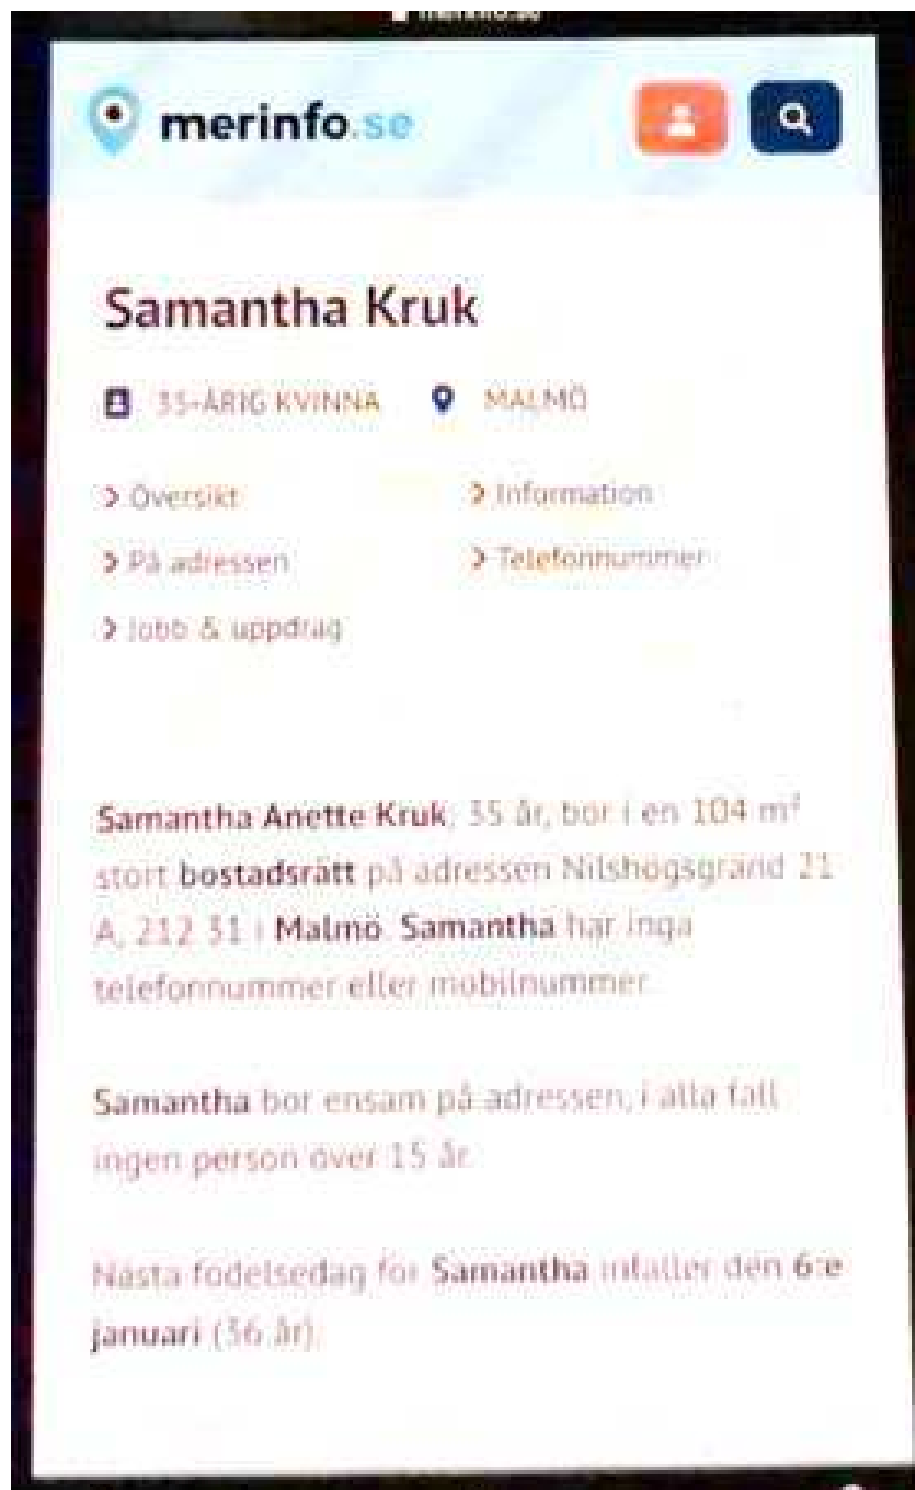 merinfo.se
merinfo.se
Samantha Kruk
35-ÅRIG KVINNA
MALMÖ
Översikt
Information
På adressen
Telefonnummer
Jobb & uppdrag
Samantha Anette Kruk, 35 år, bor i en 104 m²
stort bostadsrätt på adressen Nilshögsgränd 21
A, 212 31 i Malmö. Samantha har inga
telefonnummer eller mobilnummer.
Samantha bor ensam på adressen, i alla fall
ingen person över 15 år.
Nästa födelsedag för Samantha infaller den 6:e
januari (36 år).